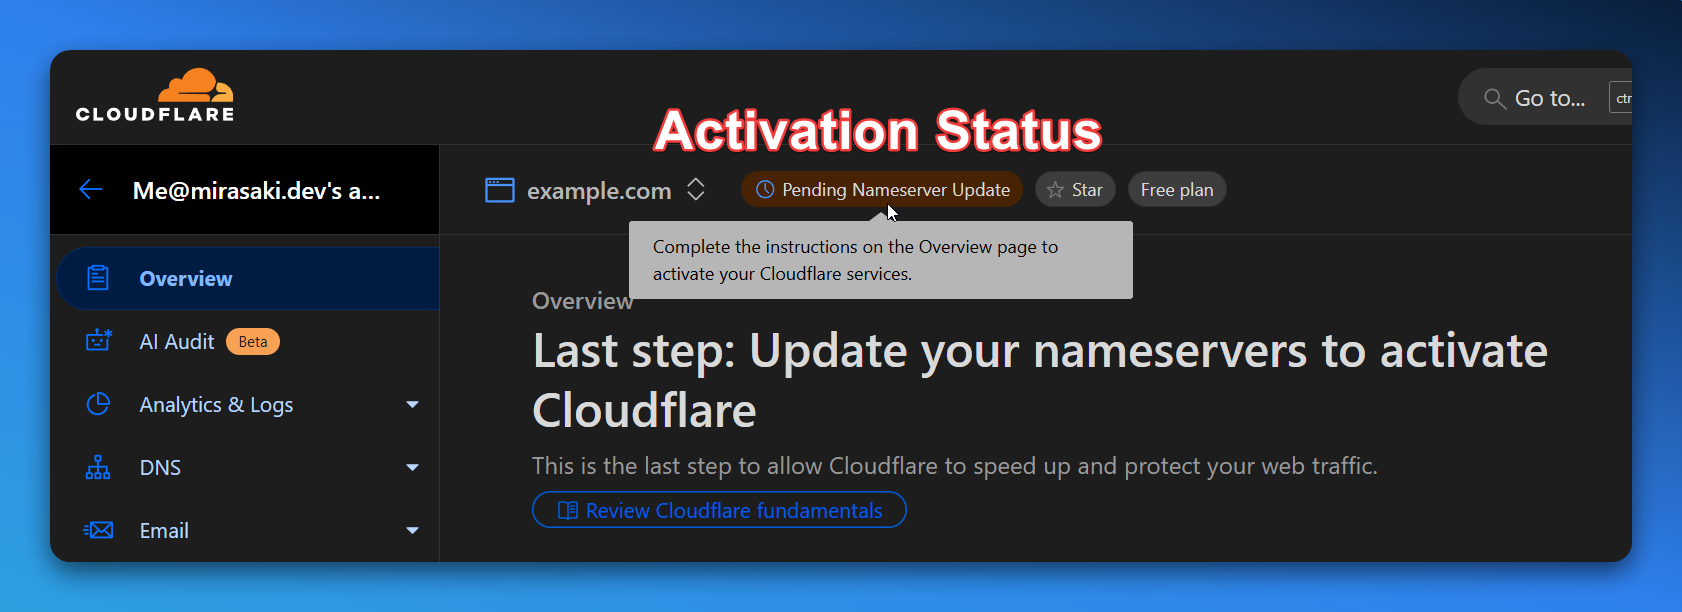 CLOUDFLARE
Go to...
ctr
Activation Status
Me@mirasaki.dev's a...
example.com
Pending Nameserver Update
Star
Free plan
Complete the instructions on the Overview page to
activate your Cloudflare services.
Overview
AI Audit
Beta
Analytics & Logs
DNS
Email
Overview
Last step: Update your nameservers to activate
Cloudflare
This is the last step to allow Cloudflare to speed up and protect your web traffic.
Review Cloudflare fundamentals